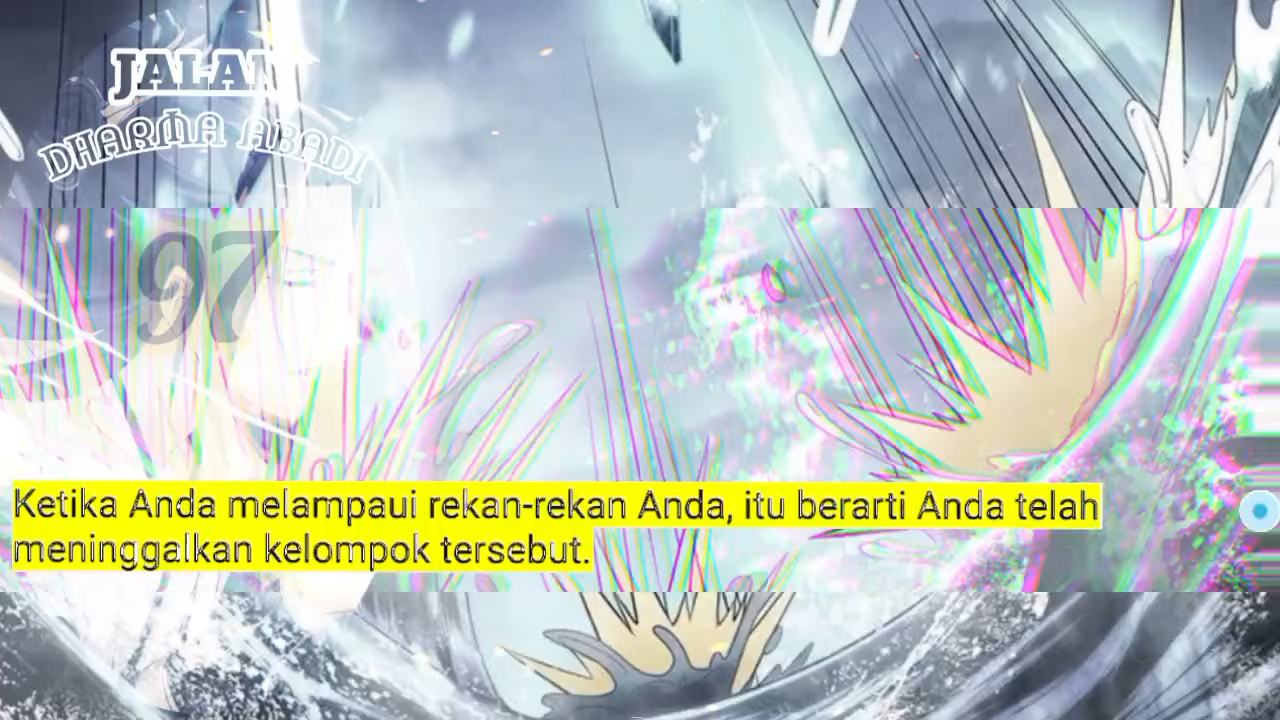 JALAN
DHARMA ABADI
97
Ketika Anda melampaui rekan-rekan Anda, itu berarti Anda telah
meninggalkan kelompok tersebut.